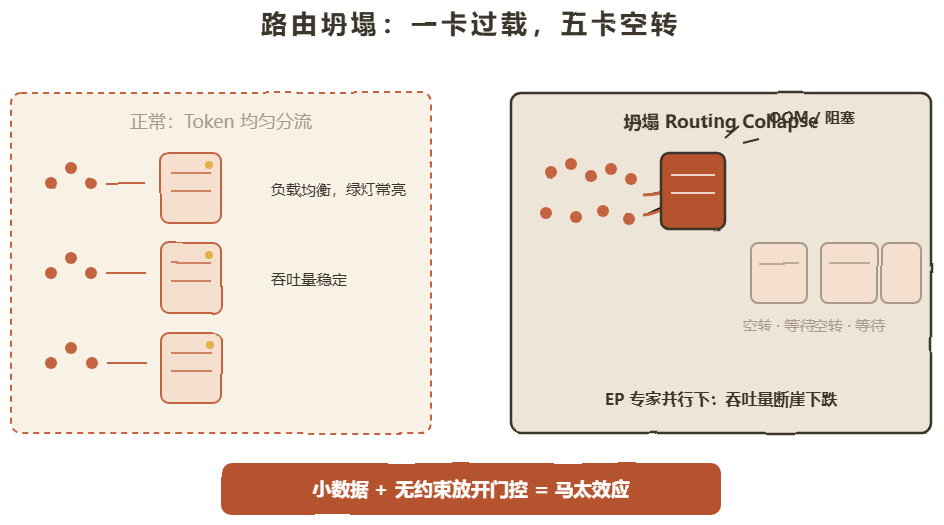 路由坍塌：一卡过载，五卡空转
正常：Token 均匀分流
负载均衡，绿灯常亮
吞吐量稳定
坍塌 Routing Collapse
OOM / 阻塞
空转 · 等待
空转 · 等待
EP 专家并行下：吞吐量断崖下跌
小数据 + 无约束放开门控 = 马太效应